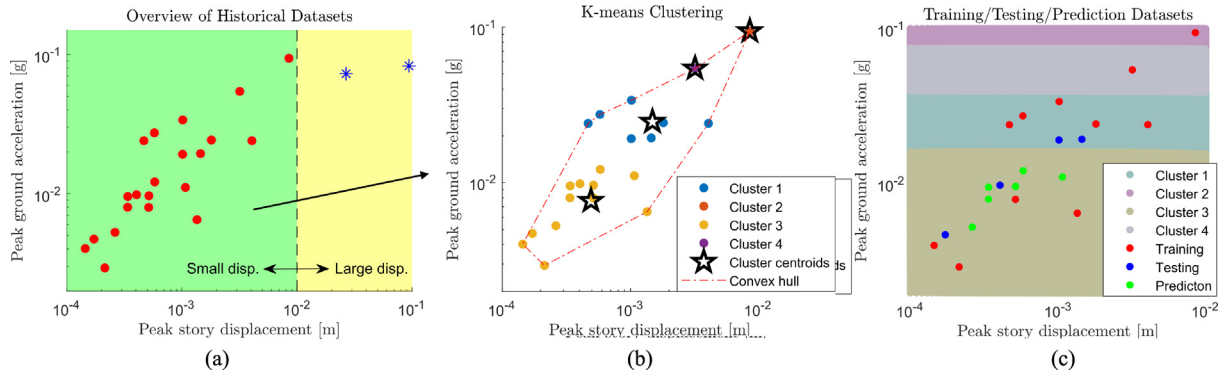 Overview of Historical Datasets
Peak ground acceleration [g]
10^-1
10^-2
Small disp.
Large disp.
10^-4
10^-3
10^-2
10^-1
Peak story displacement [m]
(a)
K-means Clustering
Peak ground acceleration [g]
10^-1
10^-2
Cluster 1
Cluster 2
Cluster 3
Cluster 4
Cluster centroids
Convex hull
10^-4
10^-3
10^-2
Peak story displacement [m]
(b)
Training/Testing/Prediction Datasets
Peak ground acceleration [g]
10^-1
10^-2
Cluster 1
Cluster 2
Cluster 3
Cluster 4
Training
Testing
Predicton
10^-4
10^-3
10^-2
Peak story displacement [m]
(c)